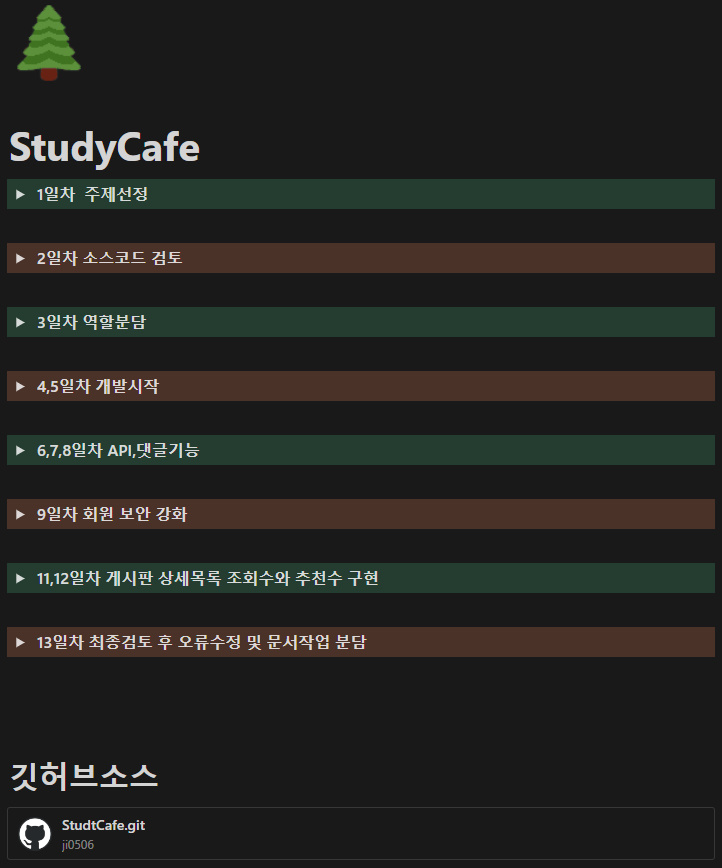 StudyCafe
1일차  주제선정
2일차 소스코드 검토
3일차 역할분담
4,5일차 개발시작
6,7,8일차 API,댓글기능
9일차 회원 보안 강화
11,12일차 게시판 상세목록 조회수와 추천수 구현
13일차 최종검토 후 오류수정 및 문서작업 분담
깃허브소스
StudtCafe.git
ji0506